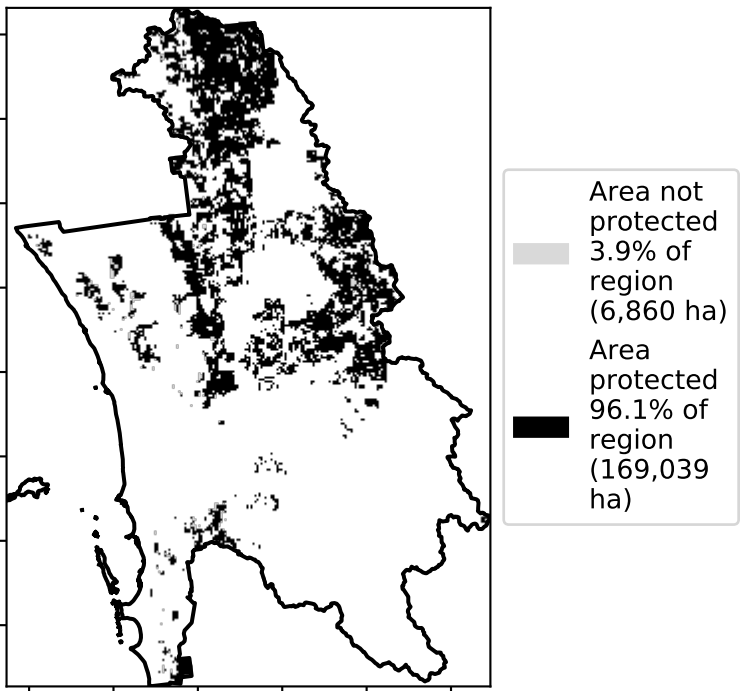 Area not
protected
3.9% of
region
(6,860 ha)
Area
protected
96.1% of
region
(169,039
ha)